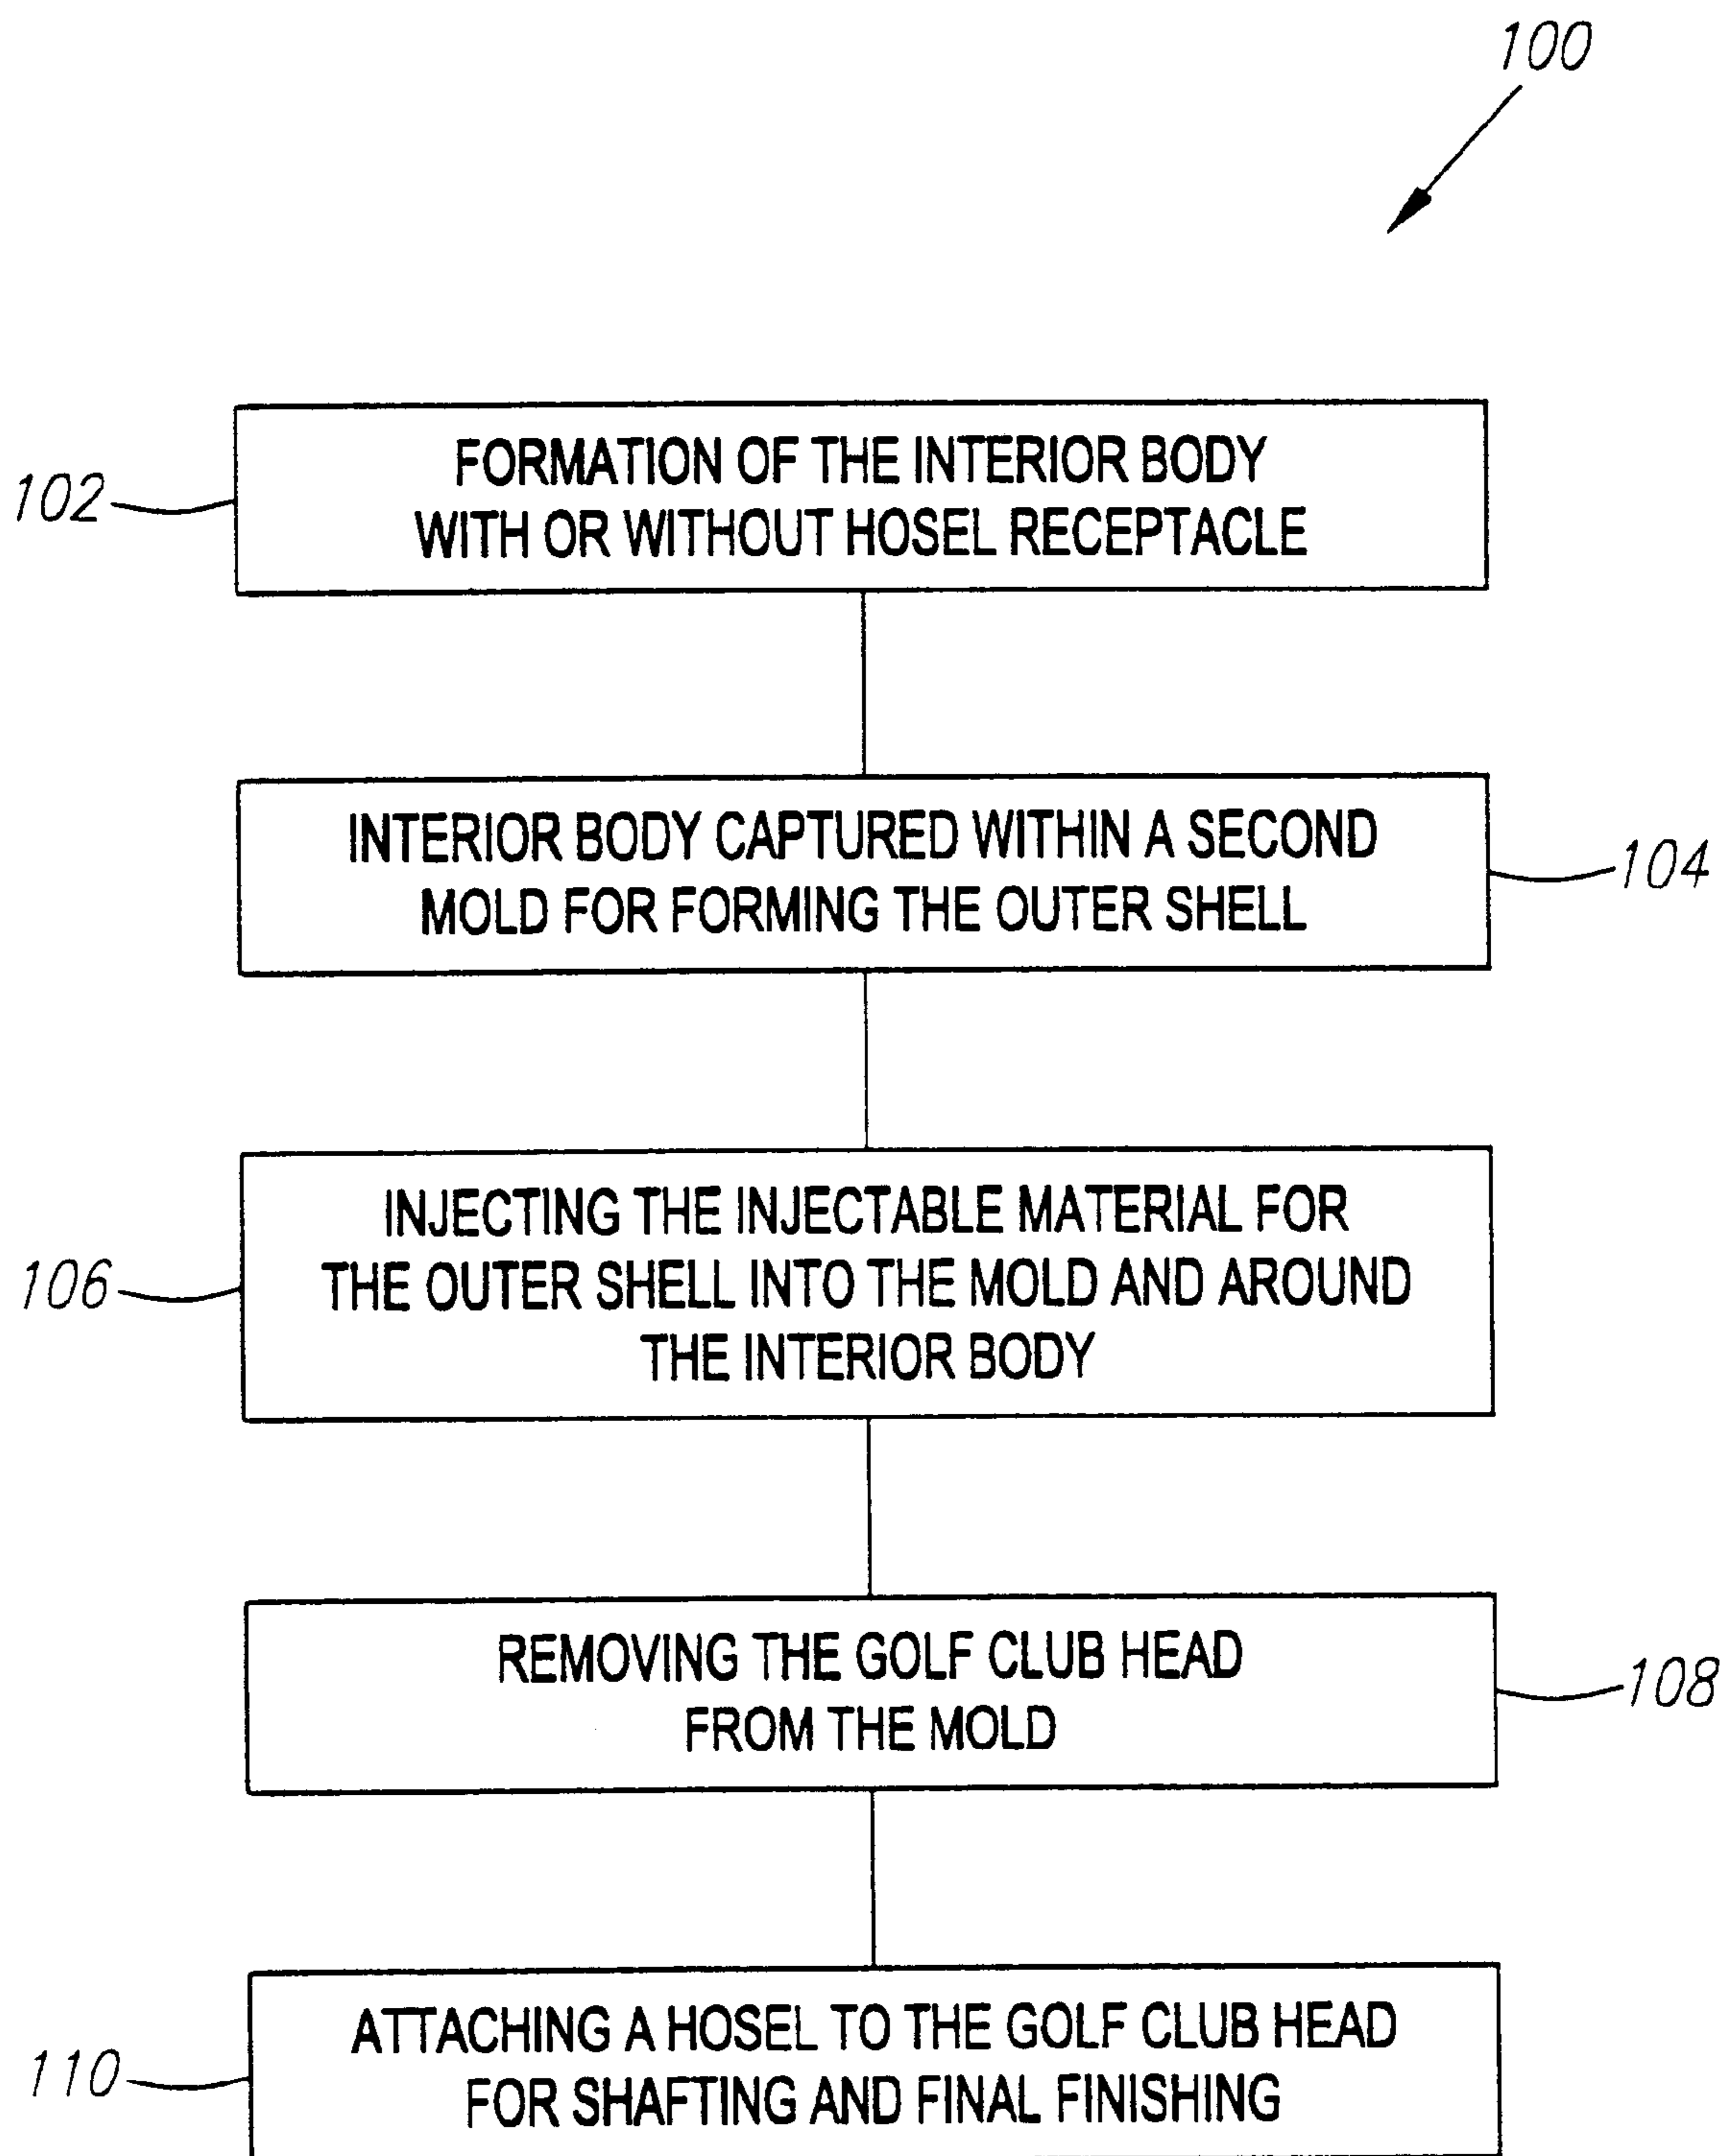 100
102
FORMATION OF THE INTERIOR BODY
WITH OR WITHOUT HOSEL RECEPTACLE
INTERIOR BODY CAPTURED WITHIN A SECOND
MOLD FOR FORMING THE OUTER SHELL
104
106
INJECTING THE INJECTABLE MATERIAL FOR
THE OUTER SHELL INTO THE MOLD AND AROUND
THE INTERIOR BODY
REMOVING THE GOLF CLUB HEAD
FROM THE MOLD
108
110
ATTACHING A HOSEL TO THE GOLF CLUB HEAD
FOR SHAFTING AND FINAL FINISHING